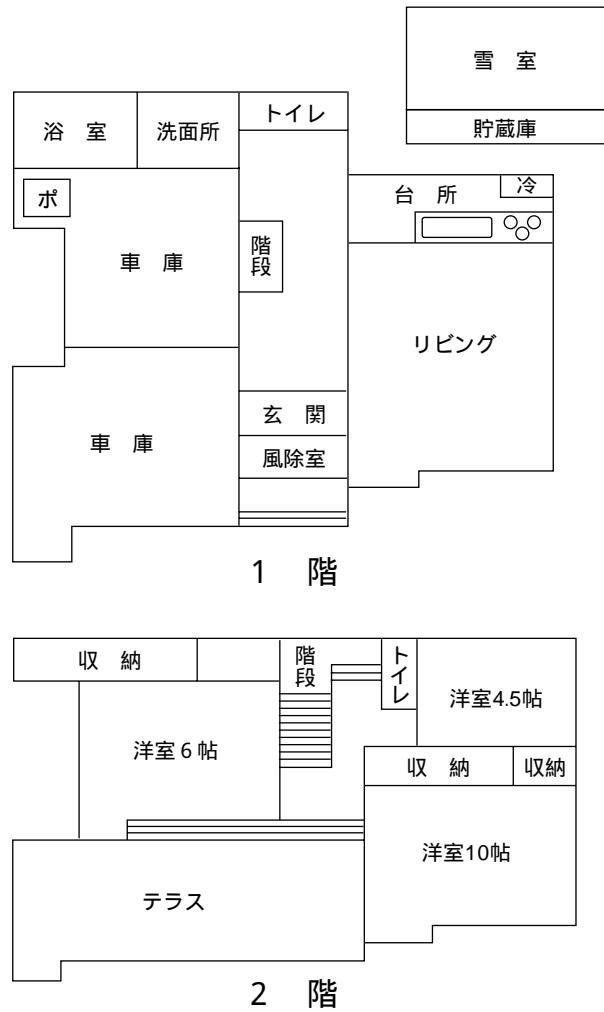 雪 室
貯蔵庫
浴 室
洗面所
トイレ
ポ
台 所
冷
車 庫
階段
リビング
車 庫
玄 関
風除室
1 階
収 納
階段
トイレ
洋室4.5帖
洋室6帖
収 納
収納
洋室10帖
テラス
2 階